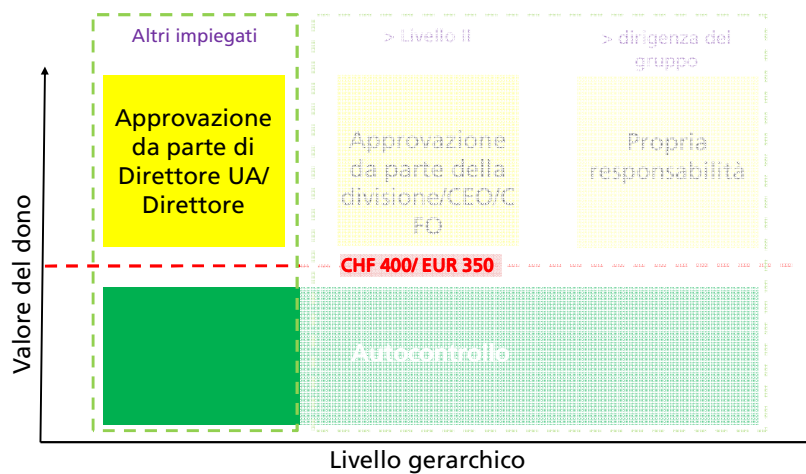 Altri impiegati
> Livello II
> dirigenza del
gruppo
Approvazione
da parte di
Direttore UA/
Direttore
Approvazione
da parte della
divisione/CEO/C
FO
Propria
responsabilità
CHF 400/ EUR 350
Autocontrollo
Valore del dono
Livello gerarchico